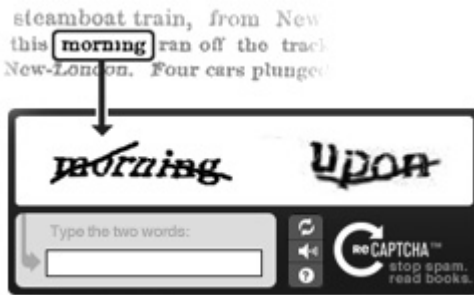 steamboat train, from New
this morning ran off the track
New-London. Four cars plunged
morning upon
Type the two words:
reCAPTCHA™
stop spam.
read books.